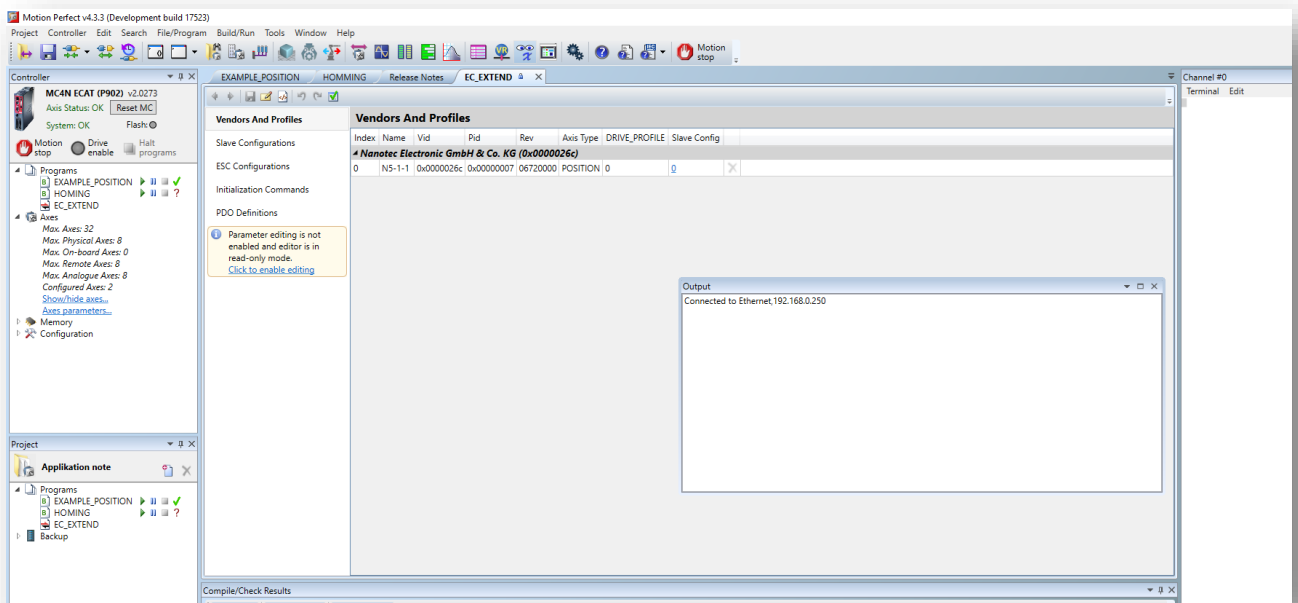 Motion Perfect v4.3.3 (Development build 17523)
Project Controller Edit Search File/Program Build/Run Tools Window Help
Motion
stop
Controller
MC4N ECAT (P902) v2.0273
Axis Status: OK Reset MC
System: OK Flash:
Motion
stop
Drive
enable
Halt
programs
Programs
EXAMPLE_POSITION
HOMING ?
EC_EXTEND
Axes
Max. Axes: 32
Max. Physical Axes: 8
Max. On-board Axes: 0
Max. Remote Axes: 8
Max. Analogue Axes: 8
Configured Axes: 2
Show/hide axes...
Axes parameters...
Memory
Configuration
Project
Applikation note
Programs
EXAMPLE_POSITION
HOMING ?
EC_EXTEND
Backup
EXAMPLE_POSITION HOMMING Release Notes EC_EXTEND
Vendors And Profiles
Slave Configurations
ESC Configurations
Initialization Commands
PDO Definitions
Parameter editing is not
enabled and editor is in
read-only mode.
Click to enable editing
Vendors And Profiles
Index Name Vid Pid Rev Axis Type DRIVE_PROFILE Slave Config
Nanotec Electronic GmbH & Co. KG (0x0000026c)
0 N5-1-1 0x0000026c 0x00000007 06720000 POSITION 0 0
Output
Connected to Ethernet,192.168.0.250
Compile/Check Results
Channel #0
Terminal Edit